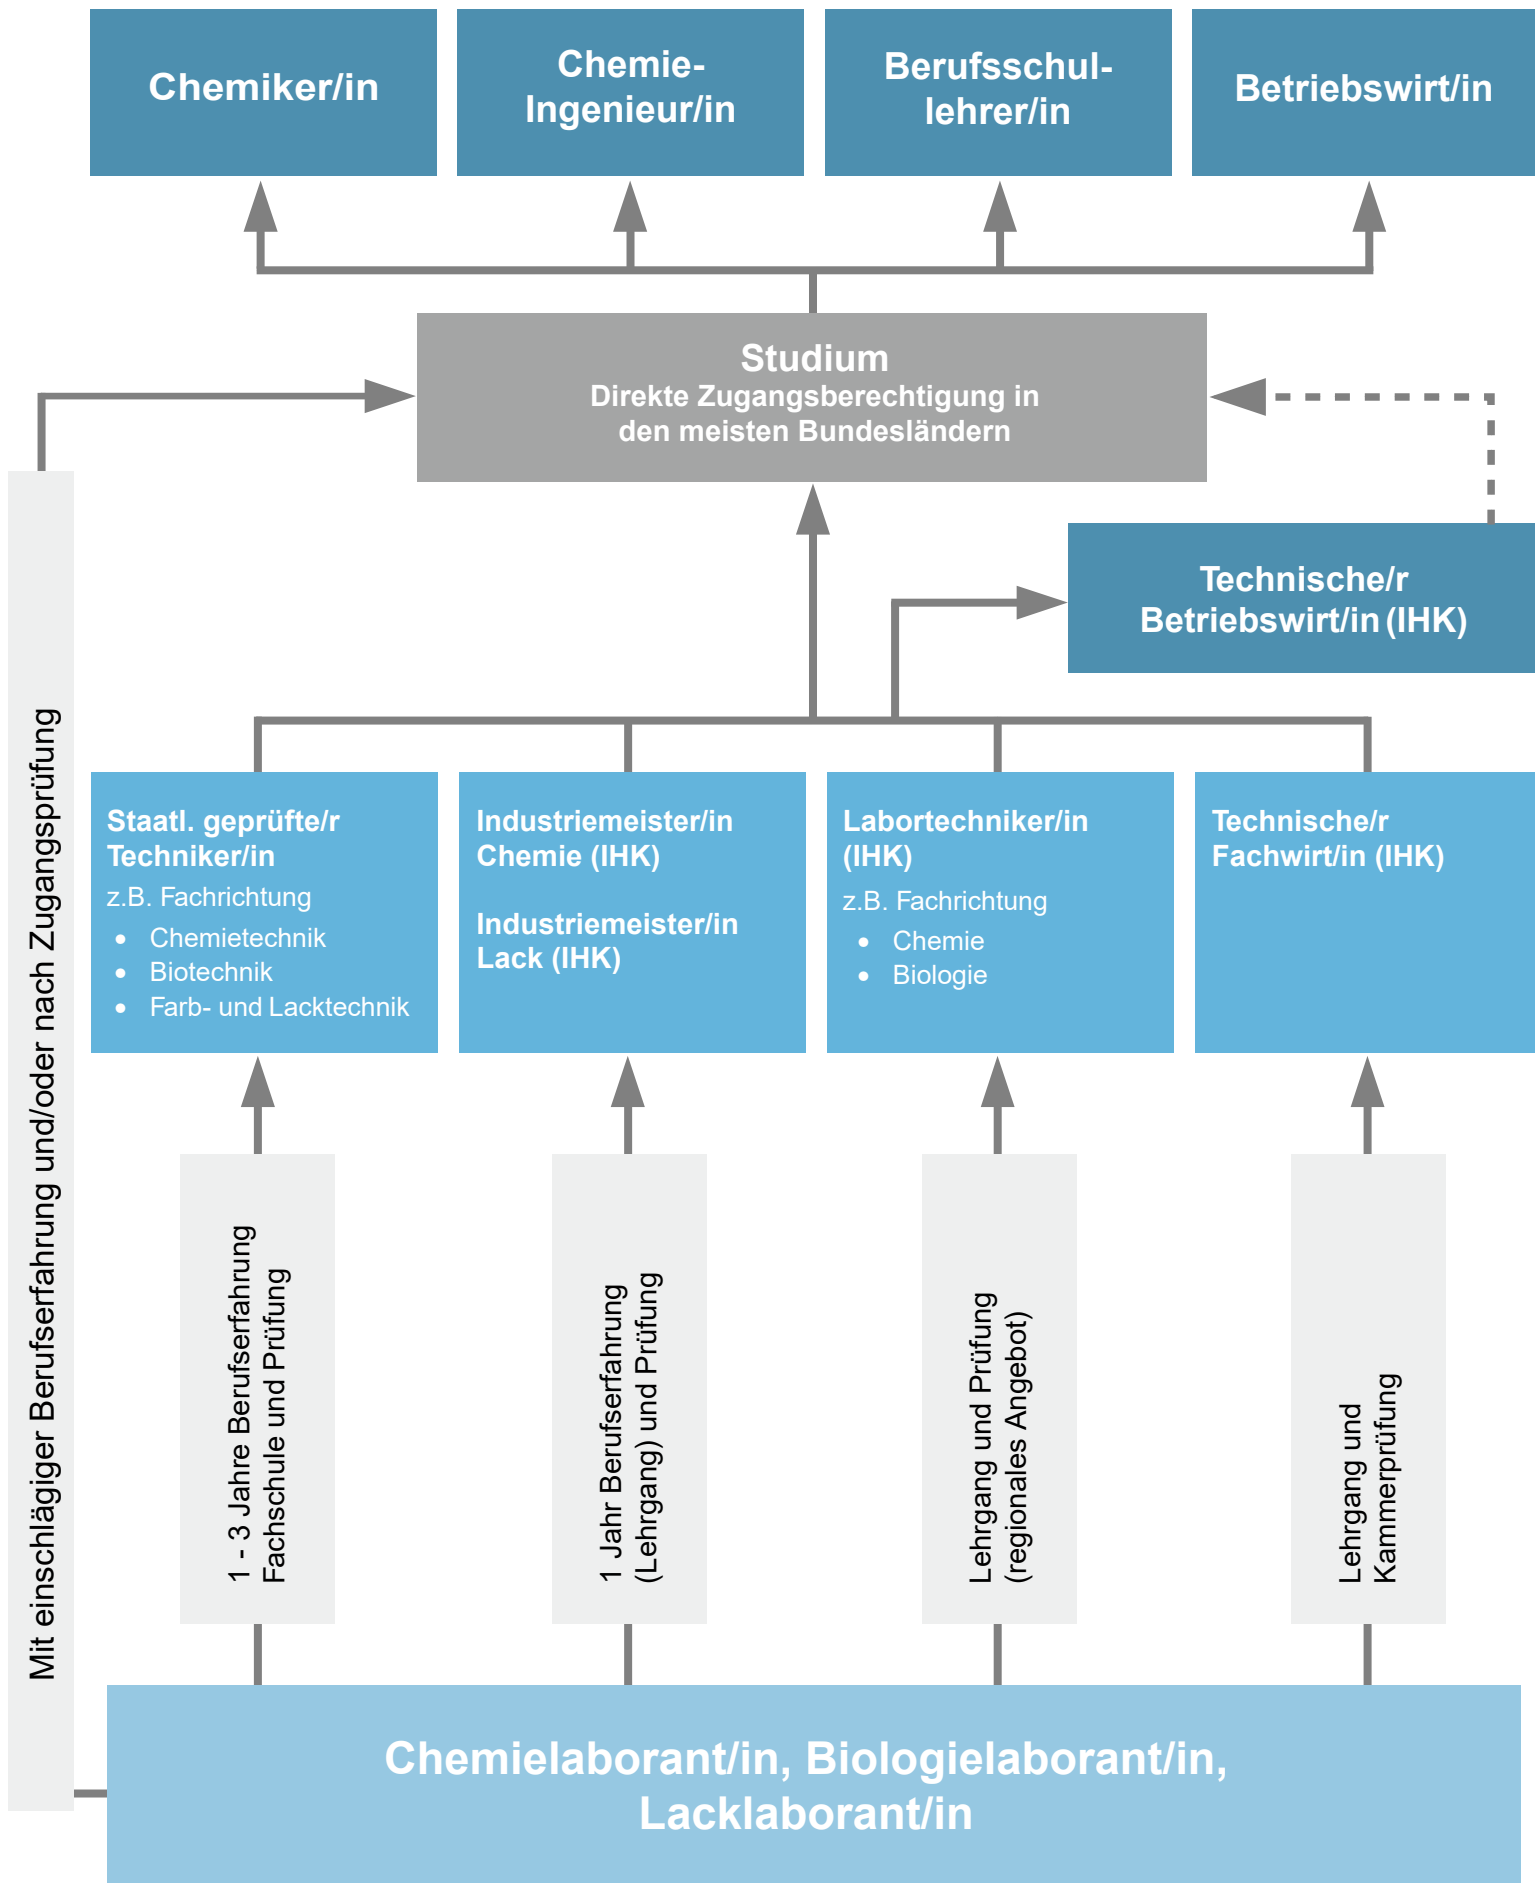 Chemiker/in
Chemie-
Ingenieur/in
Berufsschul-
lehrer/in
Betriebswirt/in
Studium
Direkte Zugangsberechtigung in
den meisten Bundesländern
Technische/r
Betriebswirt/in (IHK)
Mit einschlägiger Berufserfahrung und/oder nach Zugangsprüfung
Staatl. geprüfte/r
Techniker/in
z.B. Fachrichtung
• Chemietechnik
• Biotechnik
• Farb- und Lacktechnik
Industriemeister/in
Chemie (IHK)
Industriemeister/in
Lack (IHK)
Labortechniker/in
(IHK)
z.B. Fachrichtung
• Chemie
• Biologie
Technische/r
Fachwirt/in (IHK)
1 - 3 Jahre Berufserfahrung
Fachschule und Prüfung
1 Jahr Berufserfahrung
(Lehrgang) und Prüfung
Lehrgang und Prüfung
(regionales Angebot)
Lehrgang und
Kammerprüfung
Chemielaborant/in, Biologielaborant/in,
Lacklaborant/in